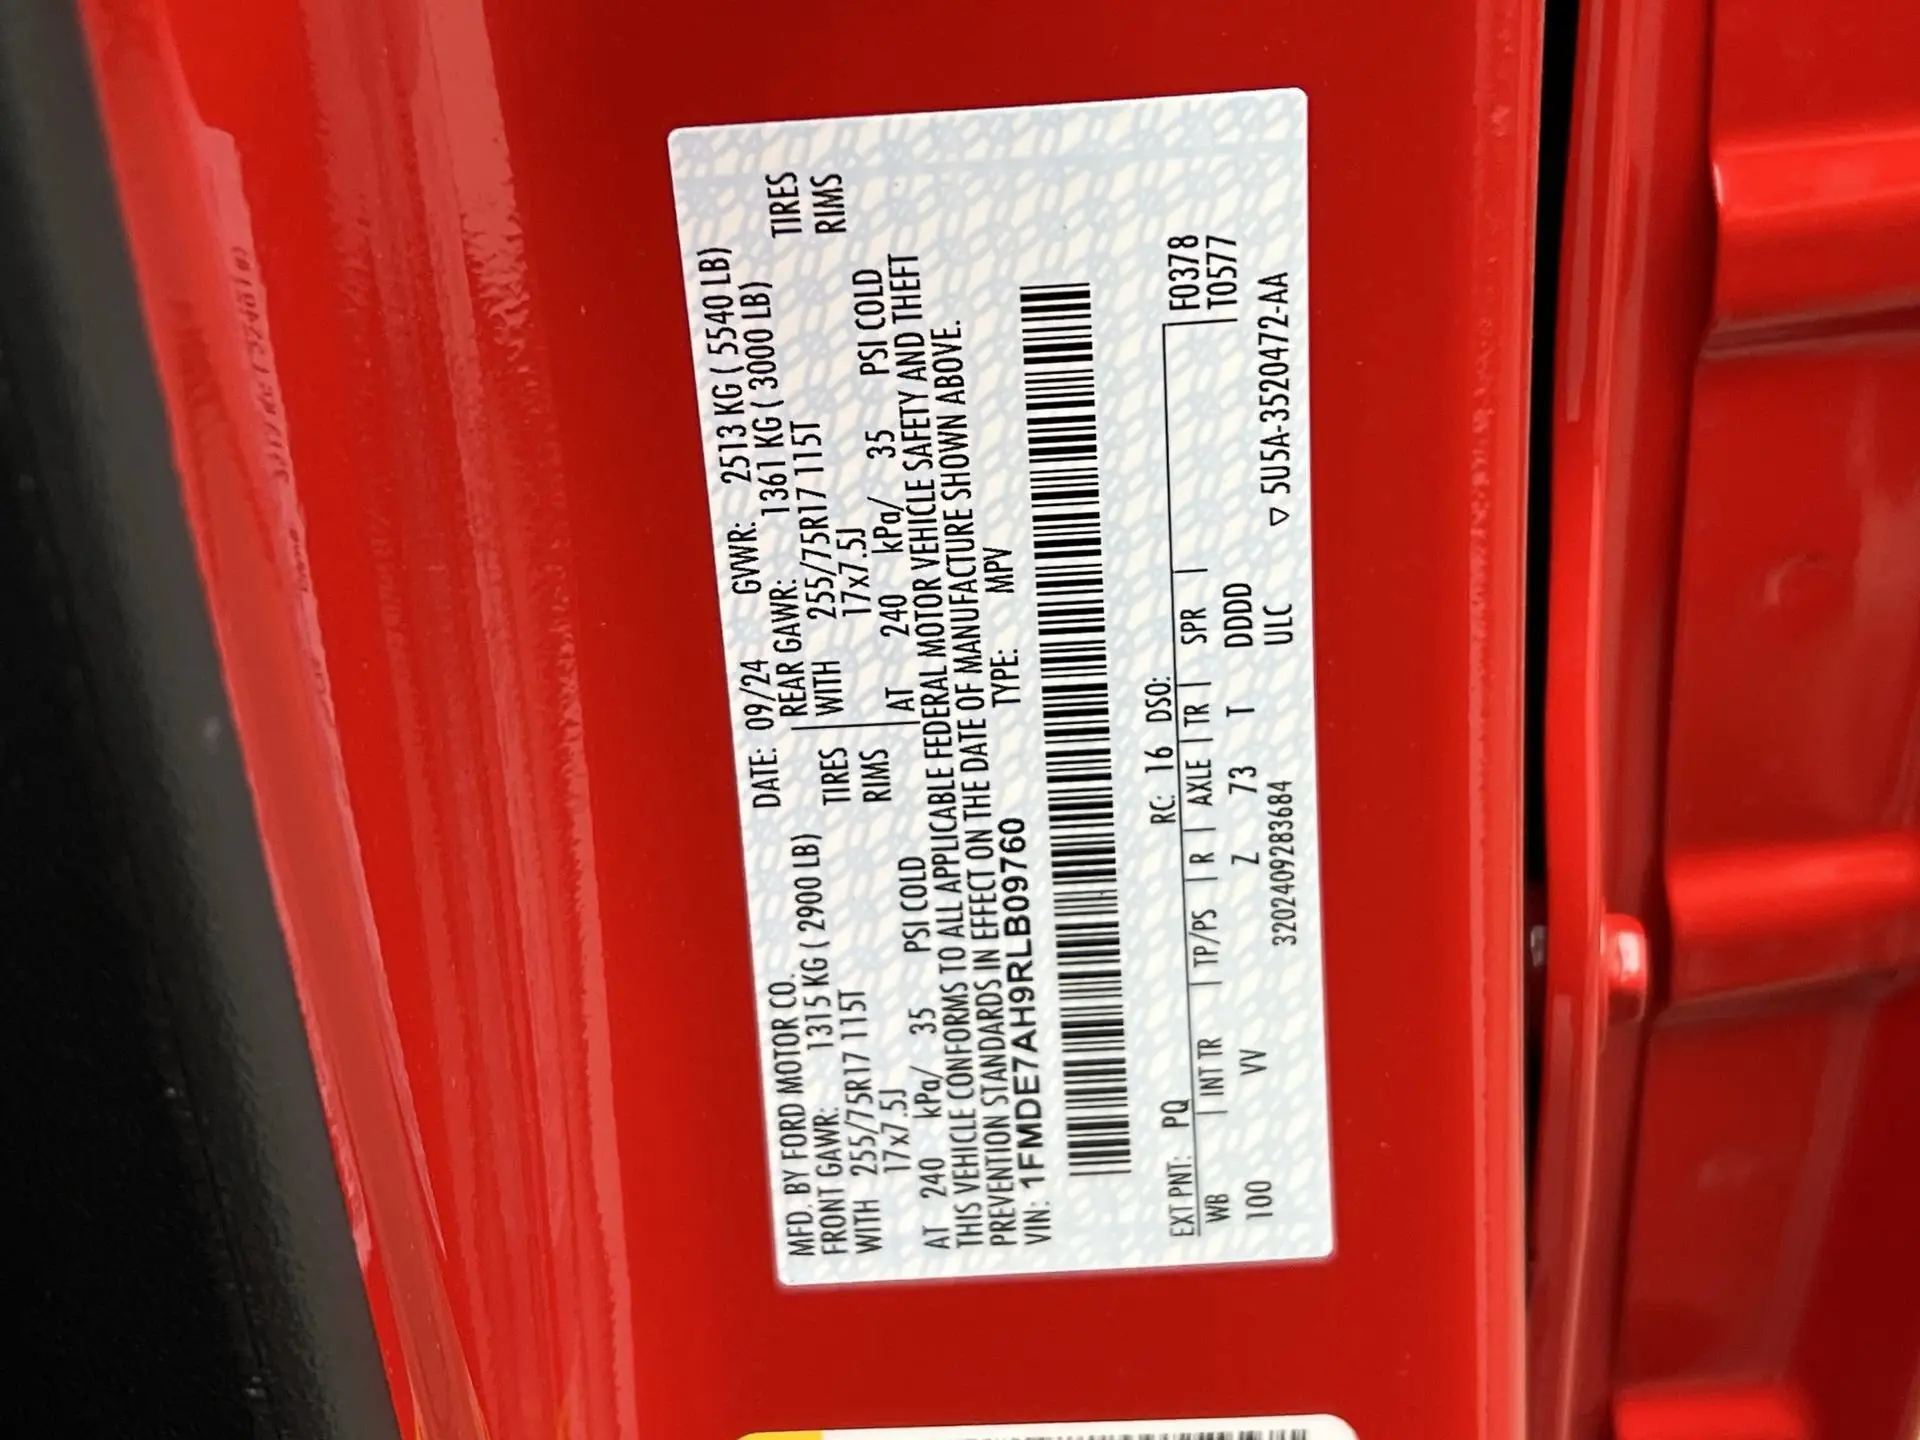 MFD. BY FORD MOTOR CO. DATE: 09/24 GVWR: 2513 KG ( 5540 LB)
FRONT GAWR: 1315 KG ( 2900 LB) REAR GAWR: 1361 KG ( 3000 LB)
WITH 255/75R17 115T TIRES WITH 255/75R17 115T TIRES
17x7.5J RIMS 17x7.5J RIMS
AT 240 kPa/ 35 PSI COLD AT 240 kPa/ 35 PSI COLD
THIS VEHICLE CONFORMS TO ALL APPLICABLE FEDERAL MOTOR VEHICLE SAFETY AND THEFT
PREVENTION STANDARDS IN EFFECT ON THE DATE OF MANUFACTURE SHOWN ABOVE.
VIN: 1FMDE7AH9RLB09760 TYPE: MPV
EXT PNT: PQ RC: 16 DSO: F0378
WB INT TR TP/PS R AXLE TR SPR T0577
100 VV Z 73 T DDDD
3202409283684 ULC ▽ 5U5A-3520472-AA